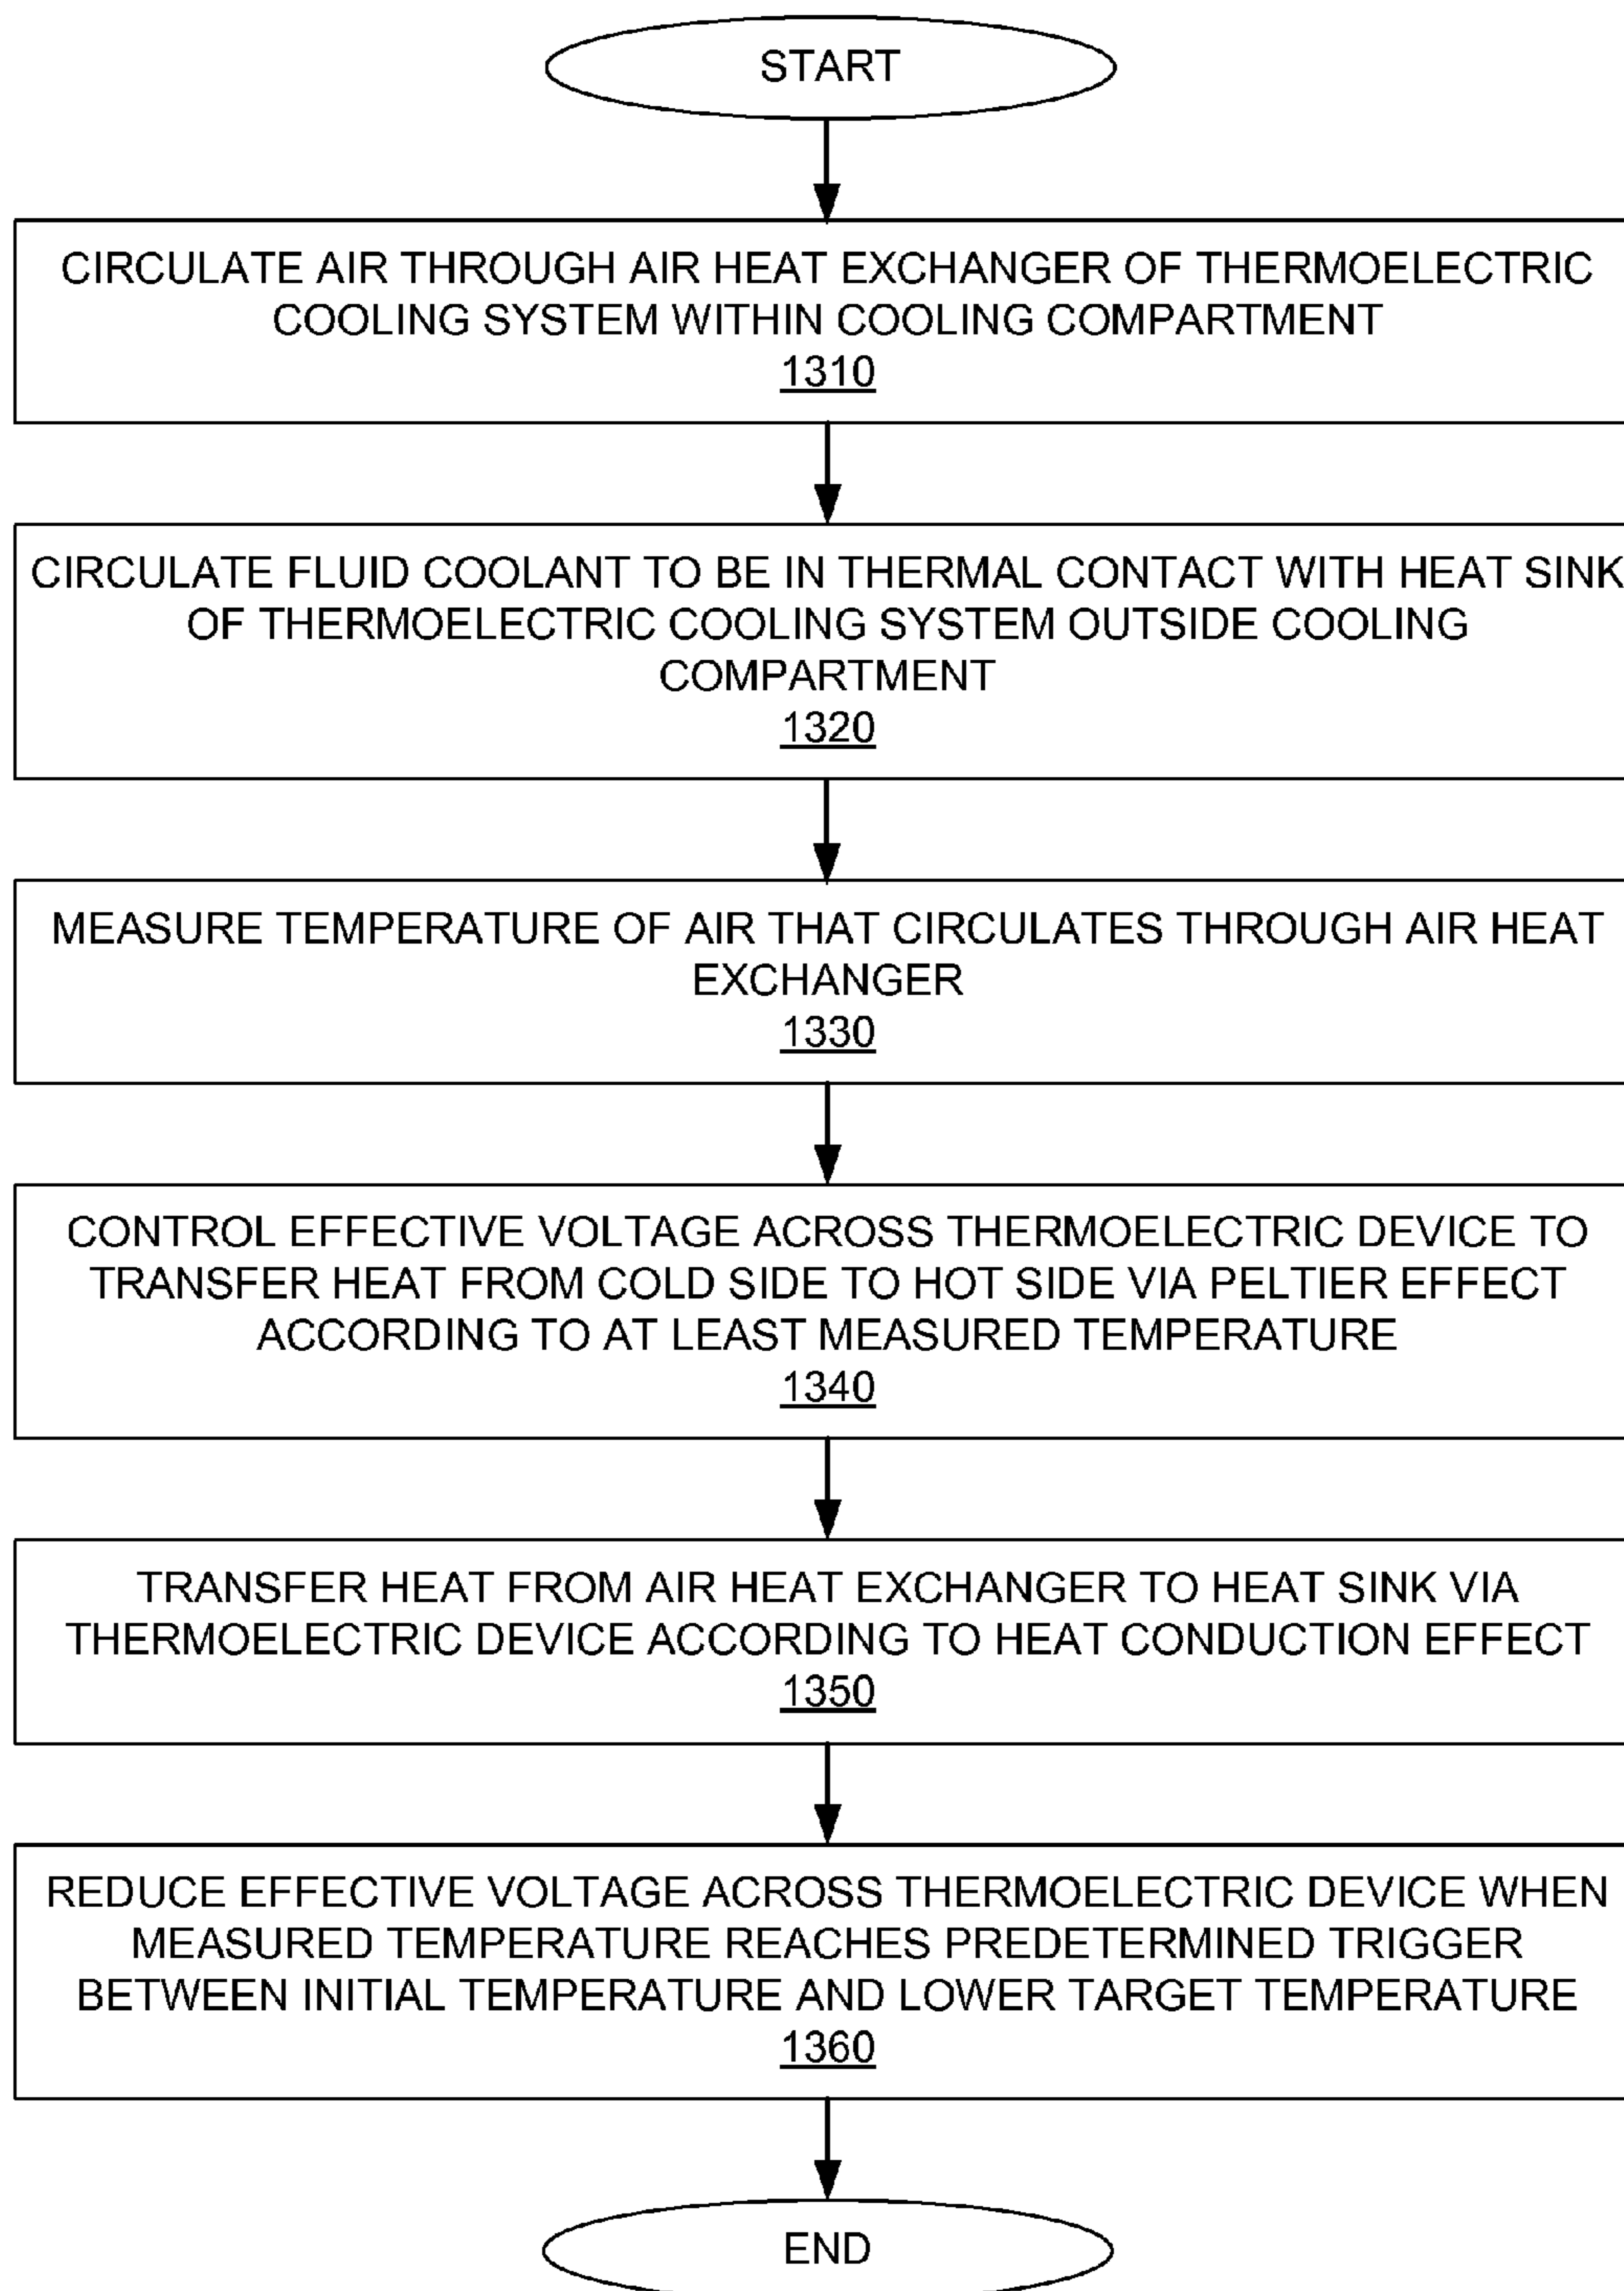 START
CIRCULATE AIR THROUGH AIR HEAT EXCHANGER OF THERMOELECTRIC
COOLING SYSTEM WITHIN COOLING COMPARTMENT
1310
CIRCULATE FLUID COOLANT TO BE IN THERMAL CONTACT WITH HEAT SINK
OF THERMOELECTRIC COOLING SYSTEM OUTSIDE COOLING
COMPARTMENT
1320
MEASURE TEMPERATURE OF AIR THAT CIRCULATES THROUGH AIR HEAT
EXCHANGER
1330
CONTROL EFFECTIVE VOLTAGE ACROSS THERMOELECTRIC DEVICE TO
TRANSFER HEAT FROM COLD SIDE TO HOT SIDE VIA PELTIER EFFECT
ACCORDING TO AT LEAST MEASURED TEMPERATURE
1340
TRANSFER HEAT FROM AIR HEAT EXCHANGER TO HEAT SINK VIA
THERMOELECTRIC DEVICE ACCORDING TO HEAT CONDUCTION EFFECT
1350
REDUCE EFFECTIVE VOLTAGE ACROSS THERMOELECTRIC DEVICE WHEN
MEASURED TEMPERATURE REACHES PREDETERMINED TRIGGER
BETWEEN INITIAL TEMPERATURE AND LOWER TARGET TEMPERATURE
1360
END